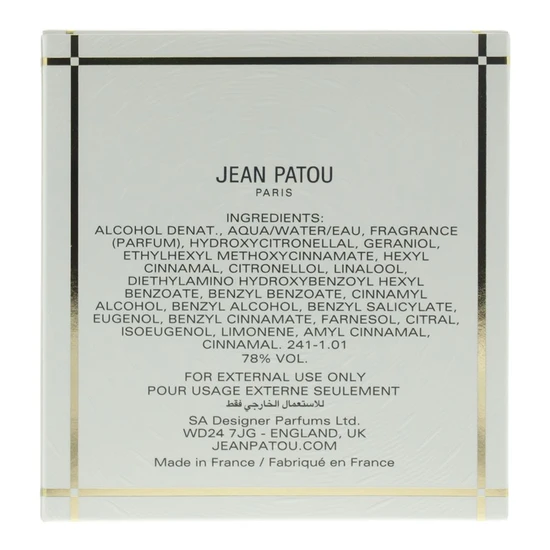 JEAN PATOU
PARIS
INGREDIENTS:
ALCOHOL DENAT., AQUA/WATER/EAU, FRAGRANCE
(PARFUM), HYDROXYCITRONELLAL, GERANIOL,
ETHYLHEXYL METHOXYCINNAMATE, HEXYL
CINNAMAL, CITRONELLOL, LINALOOL,
DIETHYLAMINO HYDROXYBENZOYL HEXYL
BENZOATE, BENZYL BENZOATE, CINNAMYL
ALCOHOL, BENZYL ALCOHOL, BENZYL SALICYLATE,
EUGENOL, BENZYL CINNAMATE, FARNESOL, CITRAL,
ISOEUGENOL, LIMONENE, AMYL CINNAMAL,
CINNAMAL. 241-1.01
78% VOL.
FOR EXTERNAL USE ONLY
POUR USAGE EXTERNE SEULEMENT
للاستعمال الخارجي فقط
SA Designer Parfums Ltd.
WD24 7JG - ENGLAND, UK
JEANPATOU.COM
Made in France / Fabriqué en France